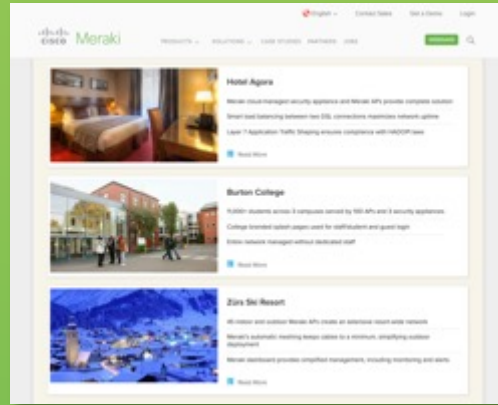 English Contact Sales Get a Demo Login
CISCO Meraki PRODUCTS SOLUTIONS CASE STUDIES PARTNERS JOBS
Hotel Agora
Meraki cloud-managed security appliance and Meraki APs provide complete solution
Smart load balancing between two DSL connections maximizes network uptime
Layer 7 Application Traffic Shaping ensures compliance with HADOPI laws
Read More
Burton College
11,000+ students across 3 campuses served by 100 APs and 3 security appliances
College branded splash pages used for staff/student and guest login
Entire network managed without dedicated staff
Read More
Zürs Ski Resort
45 indoor and outdoor Meraki APs create an extensive resort-wide network
Meraki's automatic meshing keeps cables to a minimum, simplifying outdoor
deployment
Meraki dashboard provides simplified management, including monitoring and alerts
Read More